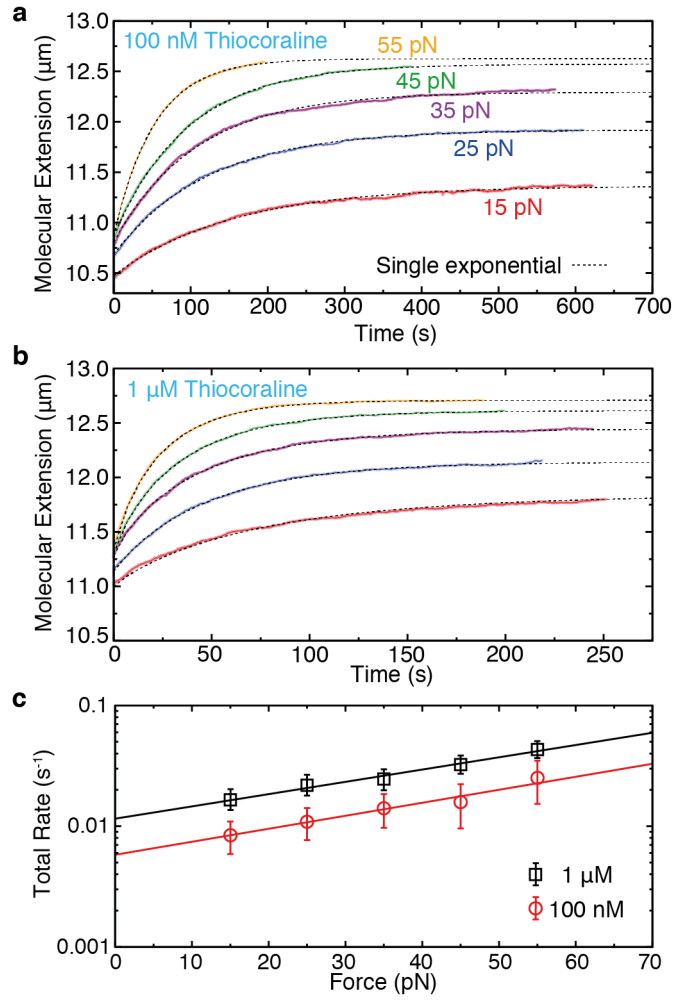 a
100 nM Thiocoraline
55 pN
45 pN
35 pN
25 pN
15 pN
Single exponential
Molecular Extension (µm)
13.0
12.5
12.0
11.5
11.0
10.5
0 100 200 300 400 500 600 700
Time (s)
b
1 µM Thiocoraline
Molecular Extension (µm)
13.0
12.5
12.0
11.5
11.0
10.5
0 50 100 150 200 250
Time (s)
c
Total Rate (s⁻¹)
0.1
0.01
0.001
1 µM
100 nM
0 10 20 30 40 50 60 70
Force (pN)